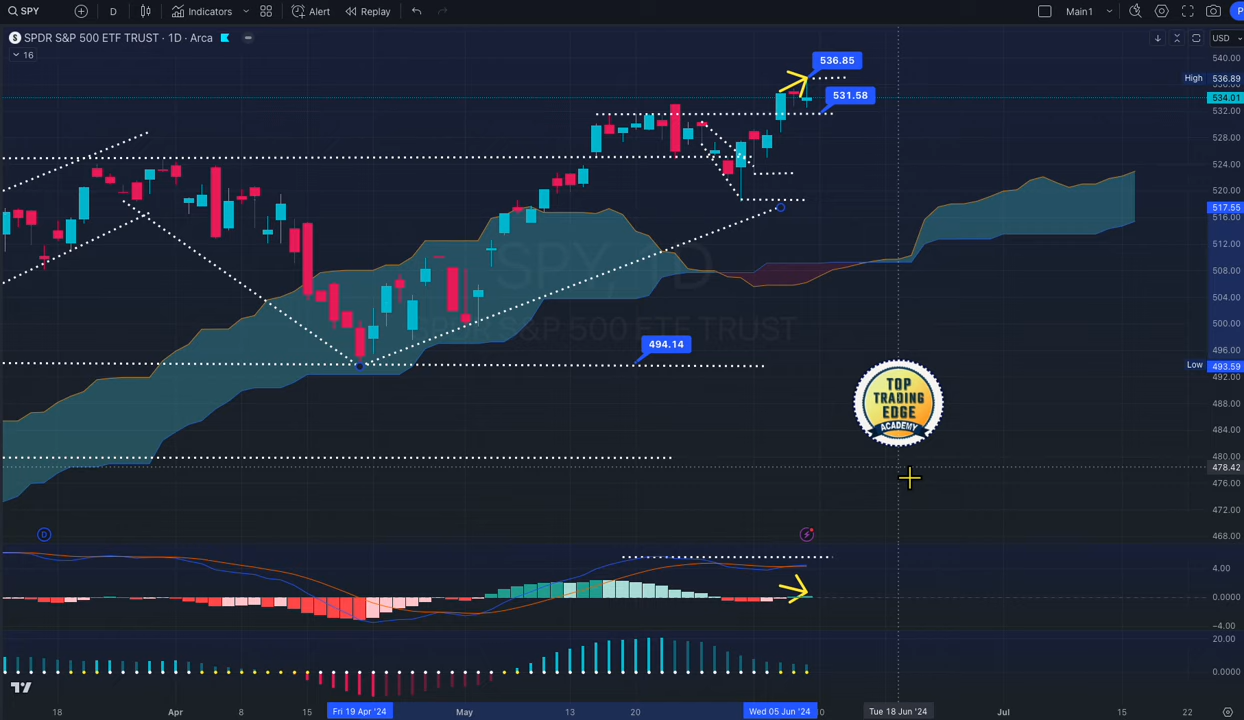 SPY
D
Indicators
Alert
Replay
Main1
P
SPDR S&P 500 ETF TRUST · 1D · Arca
USD
16
540.00
536.85
High 536.89
536.00
531.58
534.01
532.00
528.00
524.00
520.00
517.55
516.00
512.00
SPY, 1D
508.00
504.00
500.00
SPDR S&P 500 ETF TRUST
496.00
494.14
Low 493.59
492.00
TOP
TRADING
EDGE
ACADEMY
488.00
484.00
480.00
478.42
476.00
472.00
468.00
D
4.00
0.0000
−4.00
20.00
0.0000
18
Apr
8
15
Fri 19 Apr '24
May
13
20
Wed 05 Jun '24
0
Tue 18 Jun '24
Jul
15
22